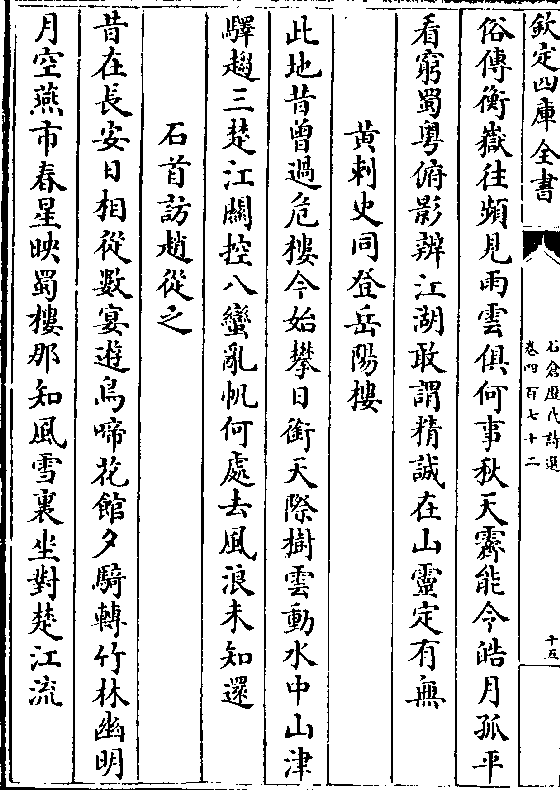 欽定四庫全書
石倉歷代詩選
卷四百七十二
十五
俗傳衡嶽往頻見雨雲俱何事秋天霽能令皓月孤平
看窮蜀粤俯影辨江湖敢謂精誠在山靈定有無
黄刺史同登岳陽樓
此地昔曾過危樓今始攀日銜天際樹雲動水中山津
驛趨三楚江關控八蠻亂帆何處去風浪未知還
石首訪趙從之
昔在長安日相從數宴遊烏啼花館夕騎轉竹林幽明
月空燕市春星映蜀樓那知風雪裏坐對楚江流